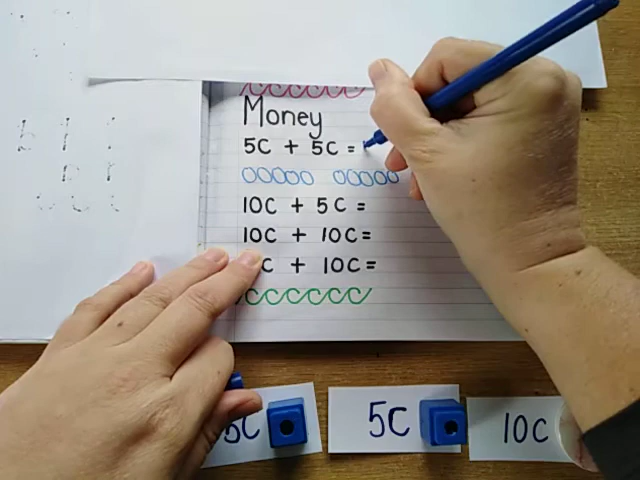 Money
5c + 5c =
10c + 5c =
10c + 10c =
c + 10c =
5c
5c
10c